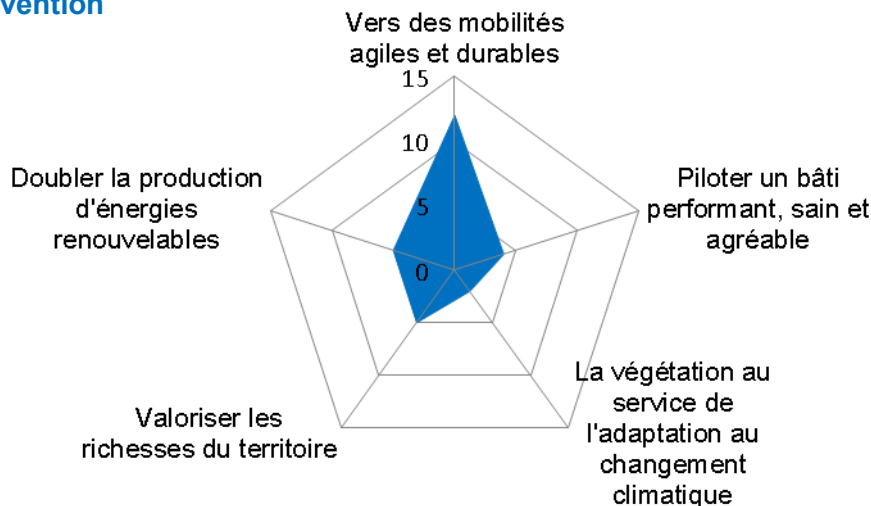 vention
Vers des mobilités
agiles et durables
15
10
5
0
Doubler la production
d'énergies
renouvelables
Piloter un bâti
performant, sain et
agréable
Valoriser les
richesses du territoire
La végétation au
service de
l'adaptation au
changement
climatique